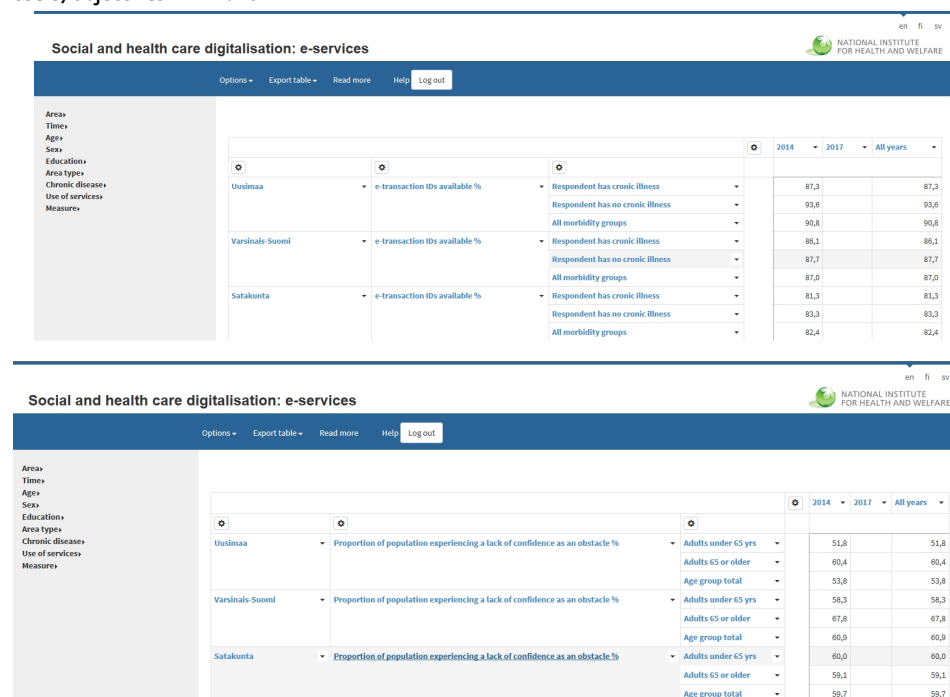 en fi sv
Social and health care digitalisation: e-services
NATIONAL INSTITUTE
FOR HEALTH AND WELFARE
Options Export table Read more Help Log out
Area
Time
Age
Sex
Education
Area type
Chronic disease
Use of services
Measure
2014 2017 All years
Uusimaa e-transaction IDs available % Respondent has cronic illness 87,3 87,3
Respondent has no cronic illness 93,6 93,6
All morbidity groups 90,8 90,8
Varsinais-Suomi e-transaction IDs available % Respondent has cronic illness 86,1 86,1
Respondent has no cronic illness 87,7 87,7
All morbidity groups 87,0 87,0
Satakunta e-transaction IDs available % Respondent has cronic illness 81,3 81,3
Respondent has no cronic illness 83,3 83,3
All morbidity groups 82,4 82,4
en fi sv
Social and health care digitalisation: e-services
NATIONAL INSTITUTE
FOR HEALTH AND WELFARE
Options Export table Read more Help Log out
Area
Time
Age
Sex
Education
Area type
Chronic disease
Use of services
Measure
2014 2017 All years
Uusimaa Proportion of population experiencing a lack of confidence as an obstacle % Adults under 65 yrs 51,8 51,8
Adults 65 or older 60,4 60,4
Age group total 53,8 53,8
Varsinais-Suomi Proportion of population experiencing a lack of confidence as an obstacle % Adults under 65 yrs 58,3 58,3
Adults 65 or older 67,8 67,8
Age group total 60,9 60,9
Satakunta Proportion of population experiencing a lack of confidence as an obstacle % Adults under 65 yrs 60,0 60,0
Adults 65 or older 59,1 59,1
Age group total 59,7 59,7